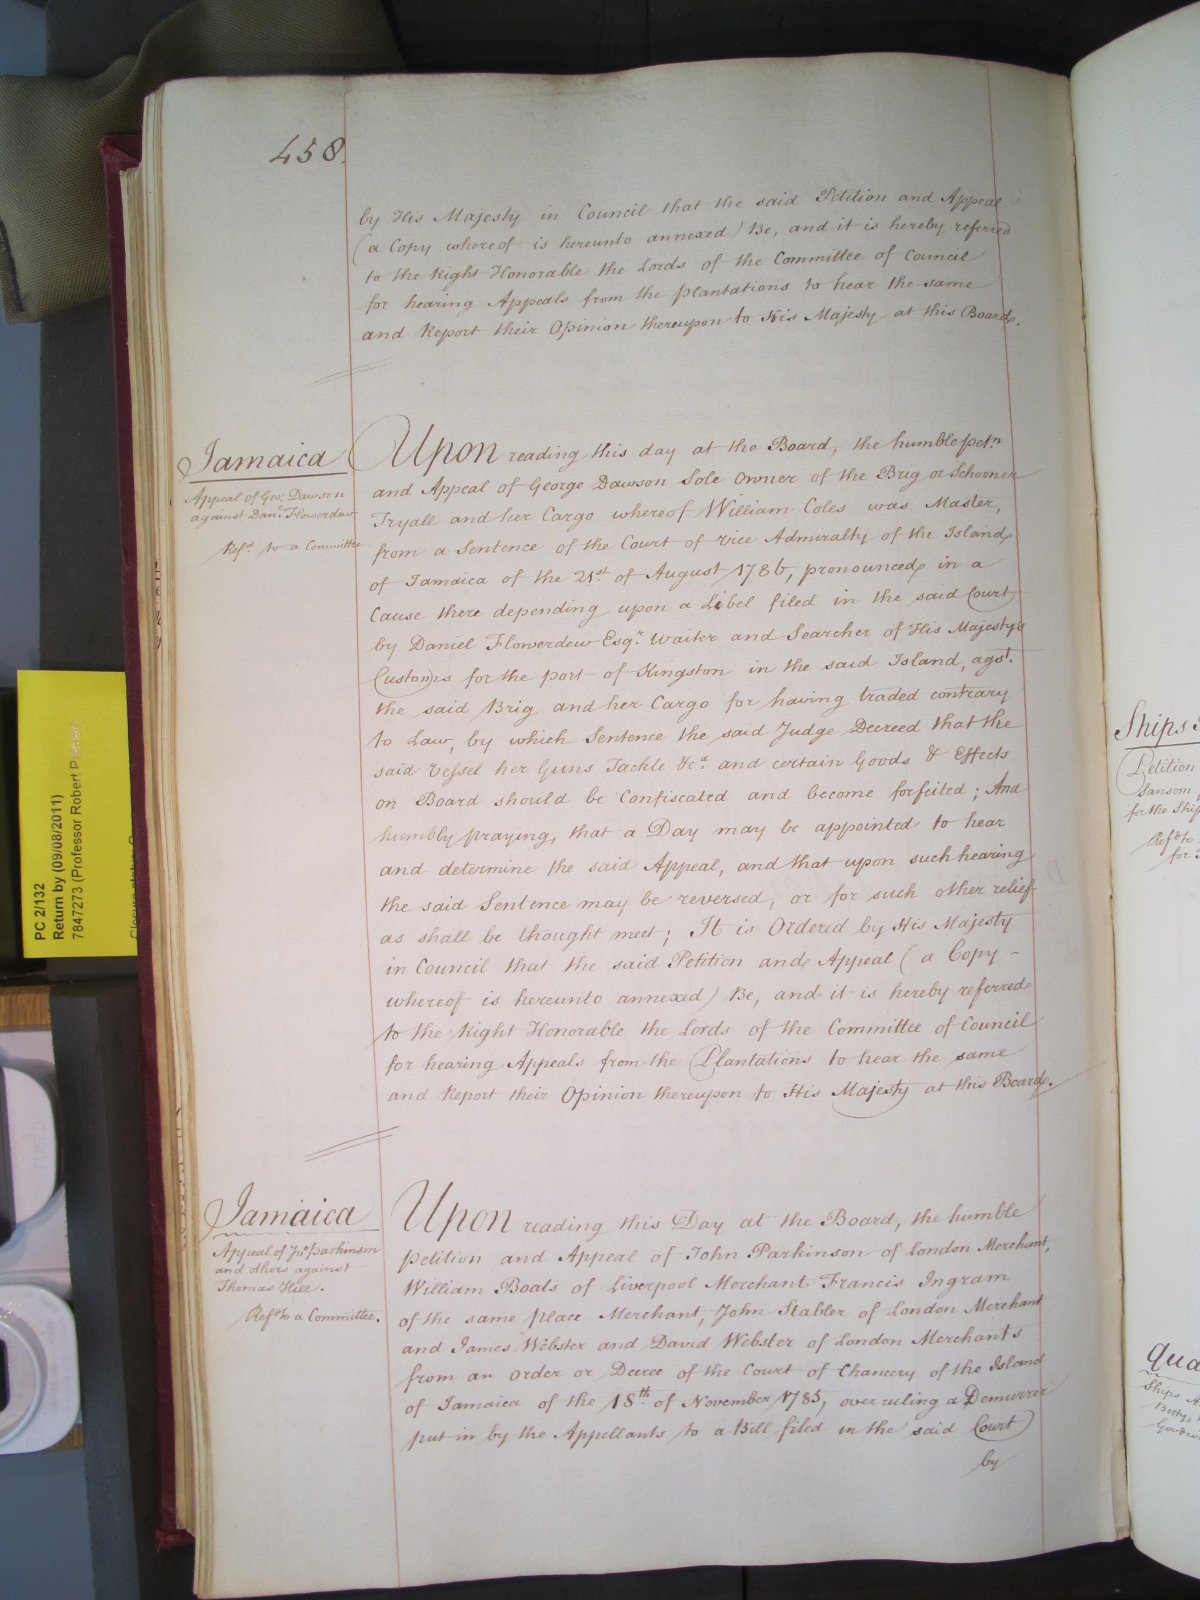 458.
by His Majesty in Council that the said Petition and Appeal
(a Copy whereof is hereunto annexed) Be, and it is hereby referred
to the Right Honorable the Lords of the Committee of Council
for hearing Appeals from the Plantations to hear the same
and Report their Opinion thereupon to His Majesty at this Board.
Jamaica
Appeal of Geo: Dawson
against Danl. Flowerdew
Refd. to a Committee
Upon reading this day at the Board, the humble petn.
and Appeal of George Dawson Sole Owner of the Brig or Schooner
Tryall and her Cargo whereof William Coles was Master,
from a Sentence of the Court of Vice Admiralty of the Island
of Jamaica of the 21st. of August 1786, pronounced in a
Cause there depending upon a Libel filed in the said Court
by Daniel Flowerdew Esqr. Waiter and Searcher of His Majesty's
Customs for the port of Kingston in the said Island, agst.
the said Brig and her Cargo for having traded contrary
to Law, by which Sentence the said Judge Decreed that the
said Vessel her Guns Tackle &ca. and certain Goods & Effects
on Board should be Confiscated and become forfeited; And
humbly praying, that a Day may be appointed to hear
and determine the said Appeal, and that upon such hearing
the said Sentence may be reversed, or for such other relief
as shall be thought meet; It is Ordered by His Majesty
in Council that the said Petition and Appeal (a Copy -
whereof is hereunto annexed) Be, and it is hereby referred
to the Right Honorable the Lords of the Committee of Council
for hearing Appeals from the Plantations to hear the same
and Report their Opinion thereupon to His Majesty at this Board.
Jamaica
Appeal of Jno. Parkinson
and others against
Thomas Hill.
Refd. to a Committee.
Upon reading this Day at the Board, the humble
Petition and Appeal of John Parkinson of London Merchant,
William Boats of Liverpool Merchant Francis Ingram
of the same place Merchant, John Stabler of London Merchant
and James Webster and David Webster of London Merchants
from an Order or Decree of the Court of Chancery of the Island
of Jamaica of the 18th. of November 1785, overruling a Demurrer
put in by the Appellants to a Bill filed in the said Court
by
PC 2/132
Return by (09/08/2011)
7847273 (Professor Robert
Ships
Petition
Sansom
for the Ship
Refd. to
for
Ships
Betsy,